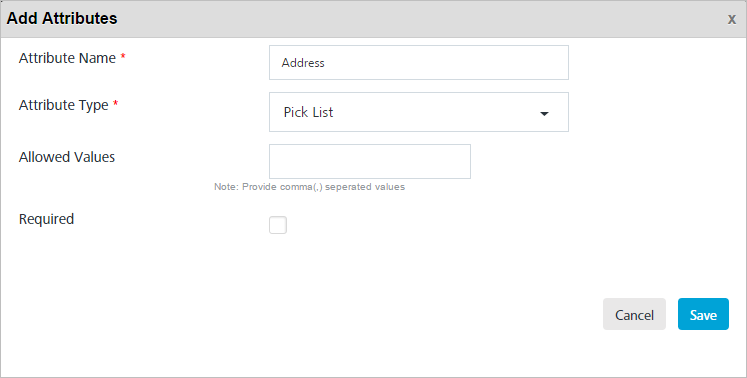 Add Attributes x
Attribute Name * Address
Attribute Type * Pick List
Allowed Values
Note: Provide comma(,) seperated values
Required
Cancel Save